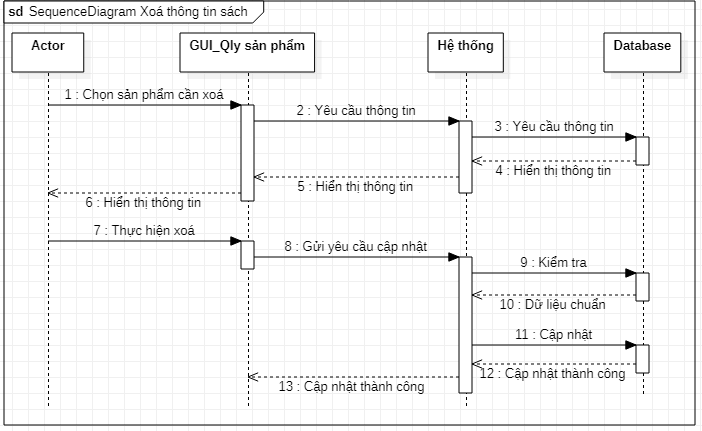 sd SequenceDiagram Xoá thông tin sách
Actor
GUI_Qly sản phẩm
Hệ thống
Database
1 : Chọn sản phẩm cần xoá
2 : Yêu cầu thông tin
3 : Yêu cầu thông tin
4 : Hiển thị thông tin
5 : Hiển thị thông tin
6 : Hiển thị thông tin
7 : Thực hiện xoá
8 : Gửi yêu cầu cập nhật
9 : Kiểm tra
10 : Dữ liệu chuẩn
11 : Cập nhật
12 : Cập nhật thành công
13 : Cập nhật thành công